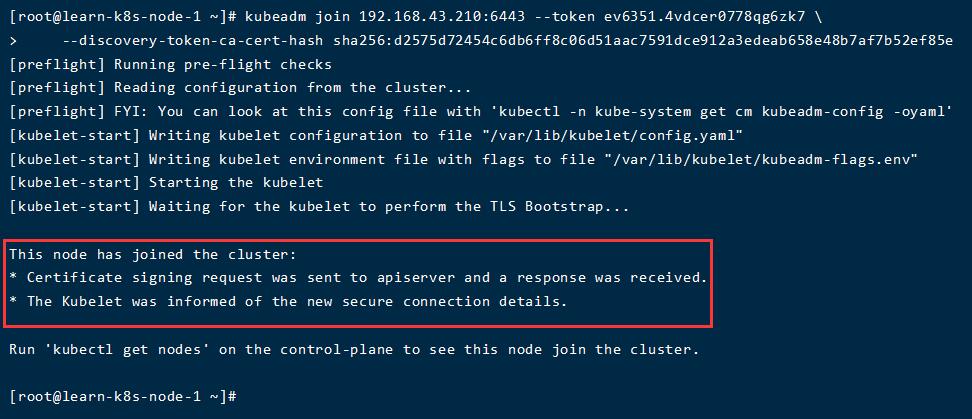 [root@learn-k8s-node-1 ~]# kubeadm join 192.168.43.210:6443 --token ev6351.4vdcer0778qg6zk7 \
>     --discovery-token-ca-cert-hash sha256:d2575d72454c6db6ff8c06d51aac7591dce912a3edeab658e48b7af7b52ef85e
[preflight] Running pre-flight checks
[preflight] Reading configuration from the cluster...
[preflight] FYI: You can look at this config file with 'kubectl -n kube-system get cm kubeadm-config -oyaml'
[kubelet-start] Writing kubelet configuration to file "/var/lib/kubelet/config.yaml"
[kubelet-start] Writing kubelet environment file with flags to file "/var/lib/kubelet/kubeadm-flags.env"
[kubelet-start] Starting the kubelet
[kubelet-start] Waiting for the kubelet to perform the TLS Bootstrap...
This node has joined the cluster:
* Certificate signing request was sent to apiserver and a response was received.
* The Kubelet was informed of the new secure connection details.
Run 'kubectl get nodes' on the control-plane to see this node join the cluster.
[root@learn-k8s-node-1 ~]#